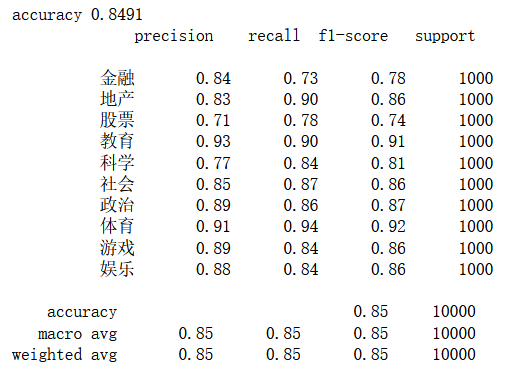 accuracy 0.8491
precision recall f1-score support
金融 0.84 0.73 0.78 1000
地产 0.83 0.90 0.86 1000
股票 0.71 0.78 0.74 1000
教育 0.93 0.90 0.91 1000
科学 0.77 0.84 0.81 1000
社会 0.85 0.87 0.86 1000
政治 0.89 0.86 0.87 1000
体育 0.91 0.94 0.92 1000
游戏 0.89 0.84 0.86 1000
娱乐 0.88 0.84 0.86 1000
accuracy 0.85 10000
macro avg 0.85 0.85 0.85 10000
weighted avg 0.85 0.85 0.85 10000